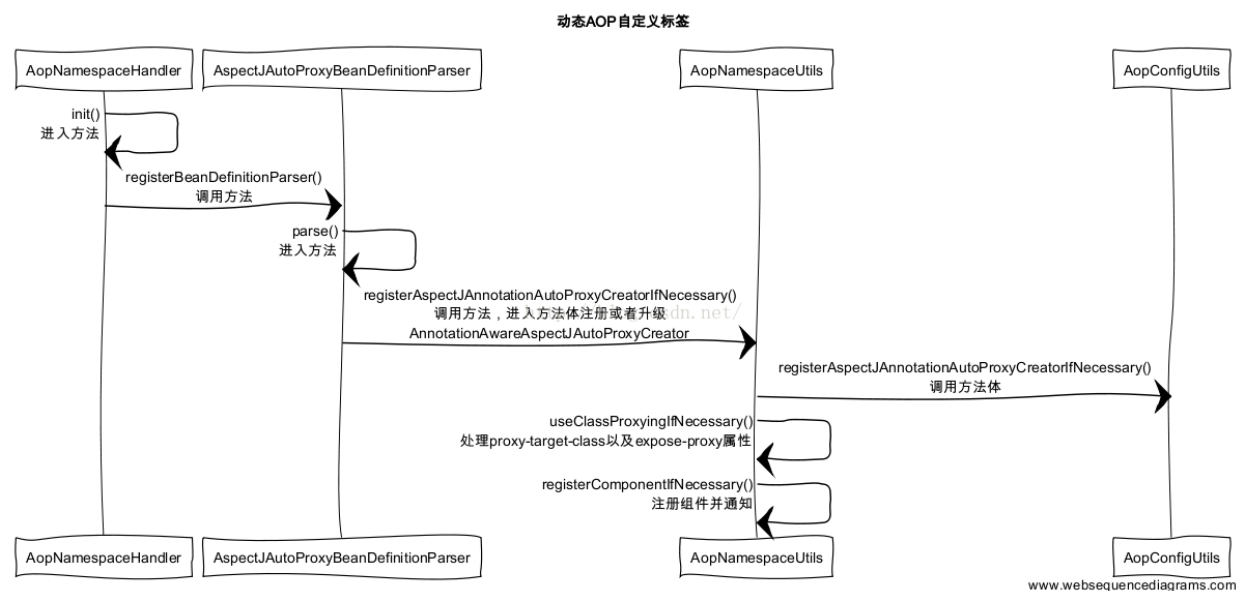 动态AOP自定义标签
AopNamespaceHandler
AspectJAutoProxyBeanDefinitionParser
AopNamespaceUtils
AopConfigUtils
init()
进入方法
registerBeanDefinitionParser()
调用方法
parse()
进入方法
registerAspectJAnnotationAutoProxyCreatorIfNecessary()
调用方法，进入方法体注册或者升级
AnnotationAwareAspectJAutoProxyCreator
registerAspectJAnnotationAutoProxyCreatorIfNecessary()
调用方法体
useClassProxyingIfNecessary()
处理proxy-target-class以及expose-proxy属性
registerComponentIfNecessary()
注册组件并通知
AopNamespaceHandler
AspectJAutoProxyBeanDefinitionParser
AopNamespaceUtils
AopConfigUtils
www.websequencediagrams.com